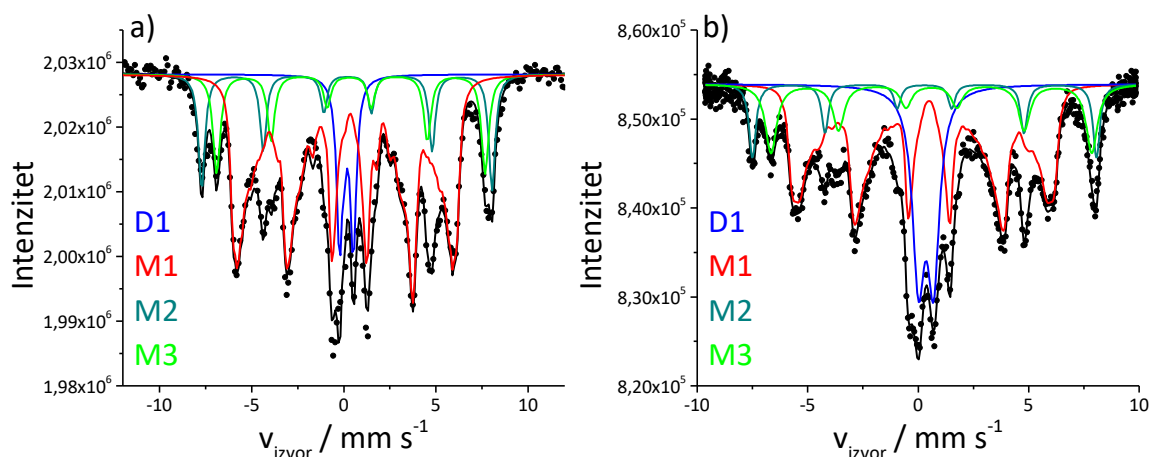 a)
Intenzitet
2,03x10⁶
2,02x10⁶
2,01x10⁶
2,00x10⁶
1,99x10⁶
1,98x10⁶
D1
M1
M2
M3
-10 -5 0 5 10
v_izvor / mm s⁻¹
b)
Intenzitet
8,60x10⁵
8,50x10⁵
8,40x10⁵
8,30x10⁵
8,20x10⁵
D1
M1
M2
M3
-10 -5 0 5 10
v_izvor / mm s⁻¹